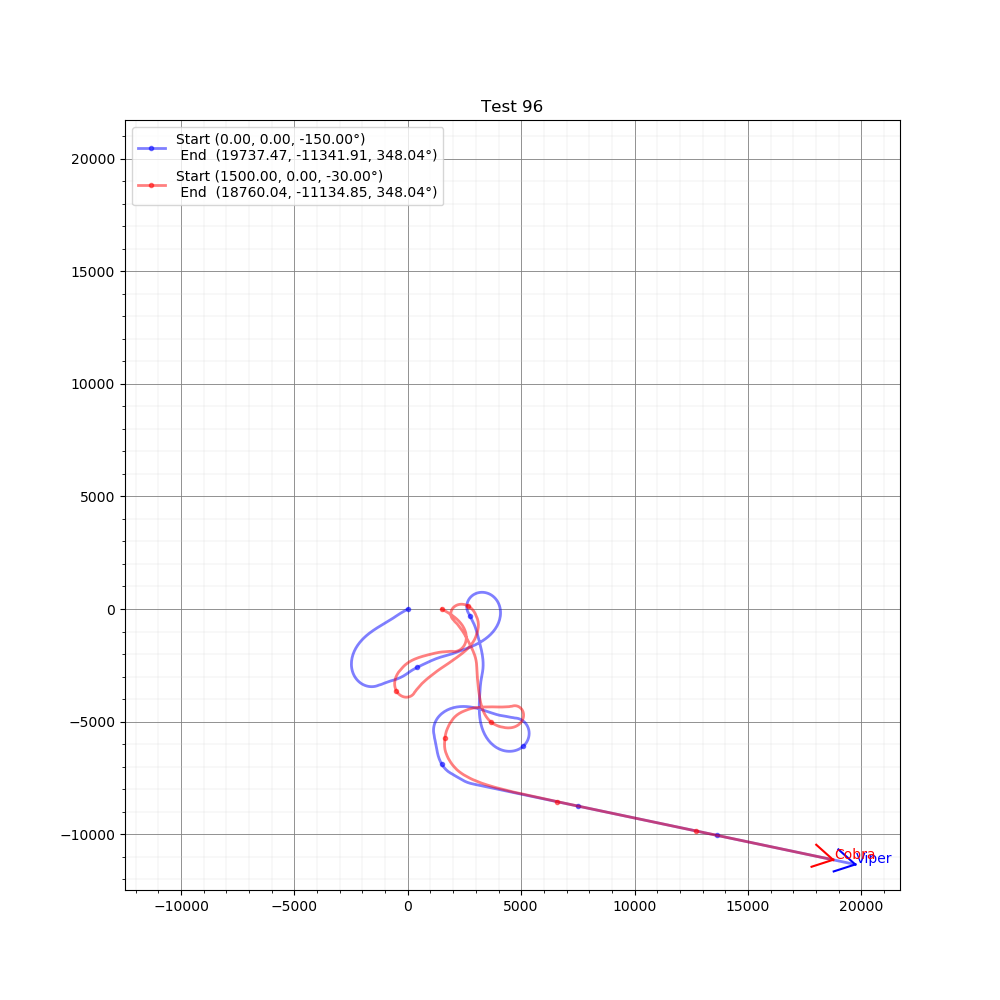 Test 96
Start (0.00, 0.00, -150.00°)
End  (19737.47, -11341.91, 348.04°)
Start (1500.00, 0.00, -30.00°)
End  (18760.04, -11134.85, 348.04°)
20000
15000
10000
5000
0
−5000
−10000
Cobra
Viper
−10000
−5000
0
5000
10000
15000
20000